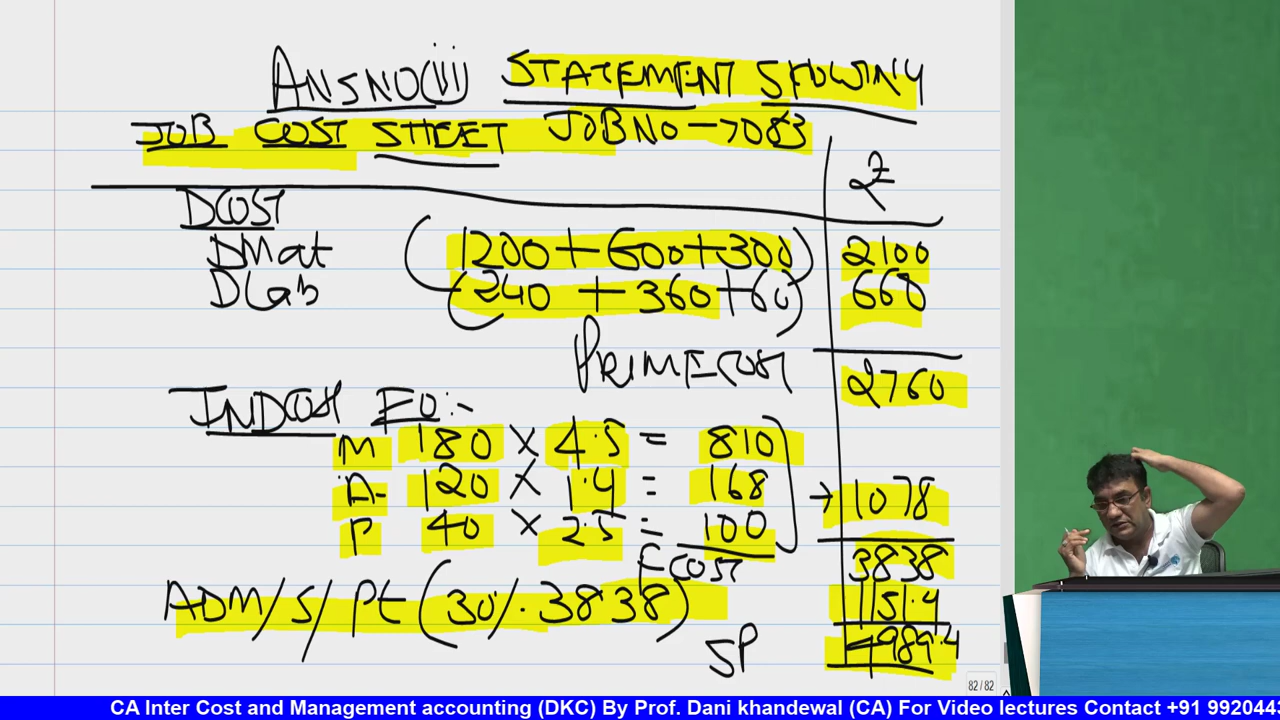 ANSNO(iii) STATEMENT SHOWING
JOB COST SHEET JOB NO → 7083
₹
DCOST
DMat (1200 + 600 + 300) 2100
DLab (240 + 360 + 60) 660
PRIME COST 2760
INDCOST FO :-
M 180 × 4.5 = 810
A- 120 × 1.4 = 168 → 1078
P 40 × 2.5 = 100
F COST 3838
ADM/S/Pt (30%. 3838) 1151.4
SP 4989.4
82 / 82
CA Inter Cost and Management accounting (DKC) By Prof. Dani khandewal (CA) For Video lectures Contact +91 992044